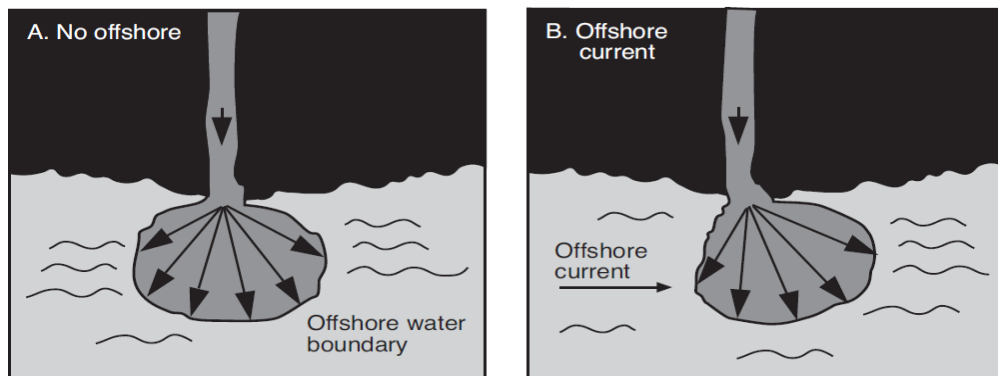 A. No offshore
Offshore water
boundary
B. Offshore
current
Offshore
current